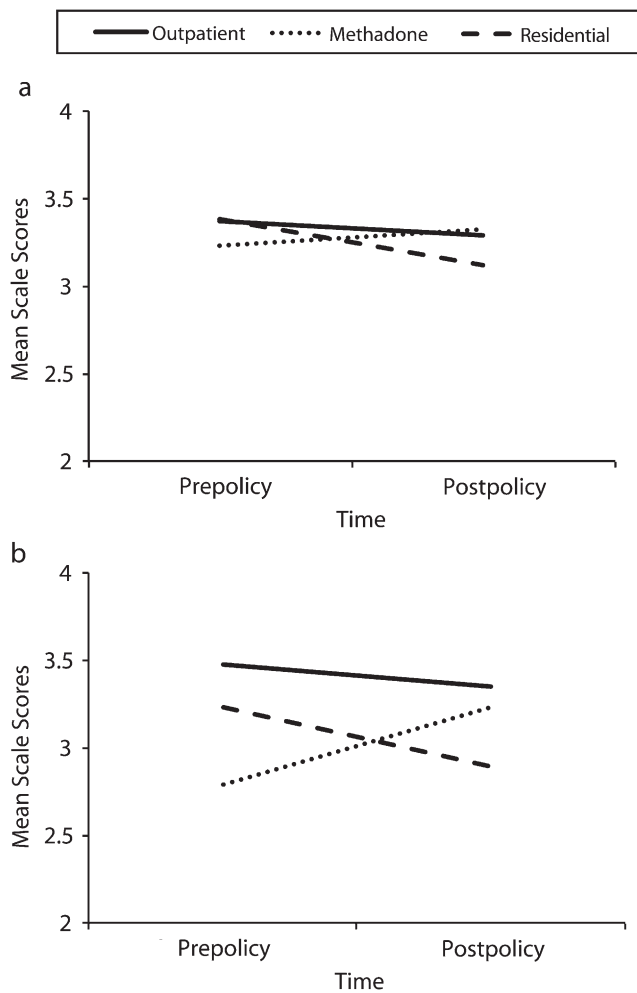 Outpatient Methadone Residential
a
4
3.5
3
2.5
2
Mean Scale Scores
Prepolicy Postpolicy
Time
b
4
3.5
3
2.5
2
Mean Scale Scores
Prepolicy Postpolicy
Time